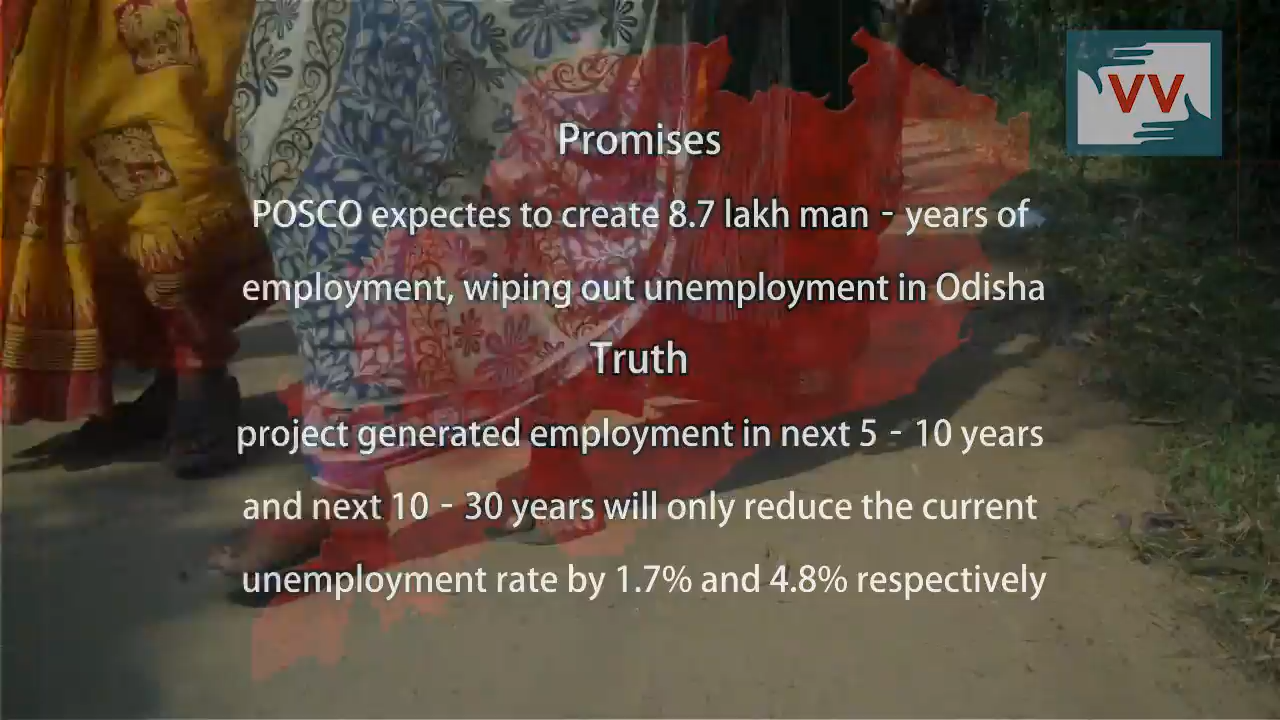 VV
Promises
POSCO expectes to create 8.7 lakh man - years of
employment, wiping out unemployment in Odisha
Truth
project generated employment in next 5 - 10 years
and next 10 - 30 years will only reduce the current
unemployment rate by 1.7% and 4.8% respectively